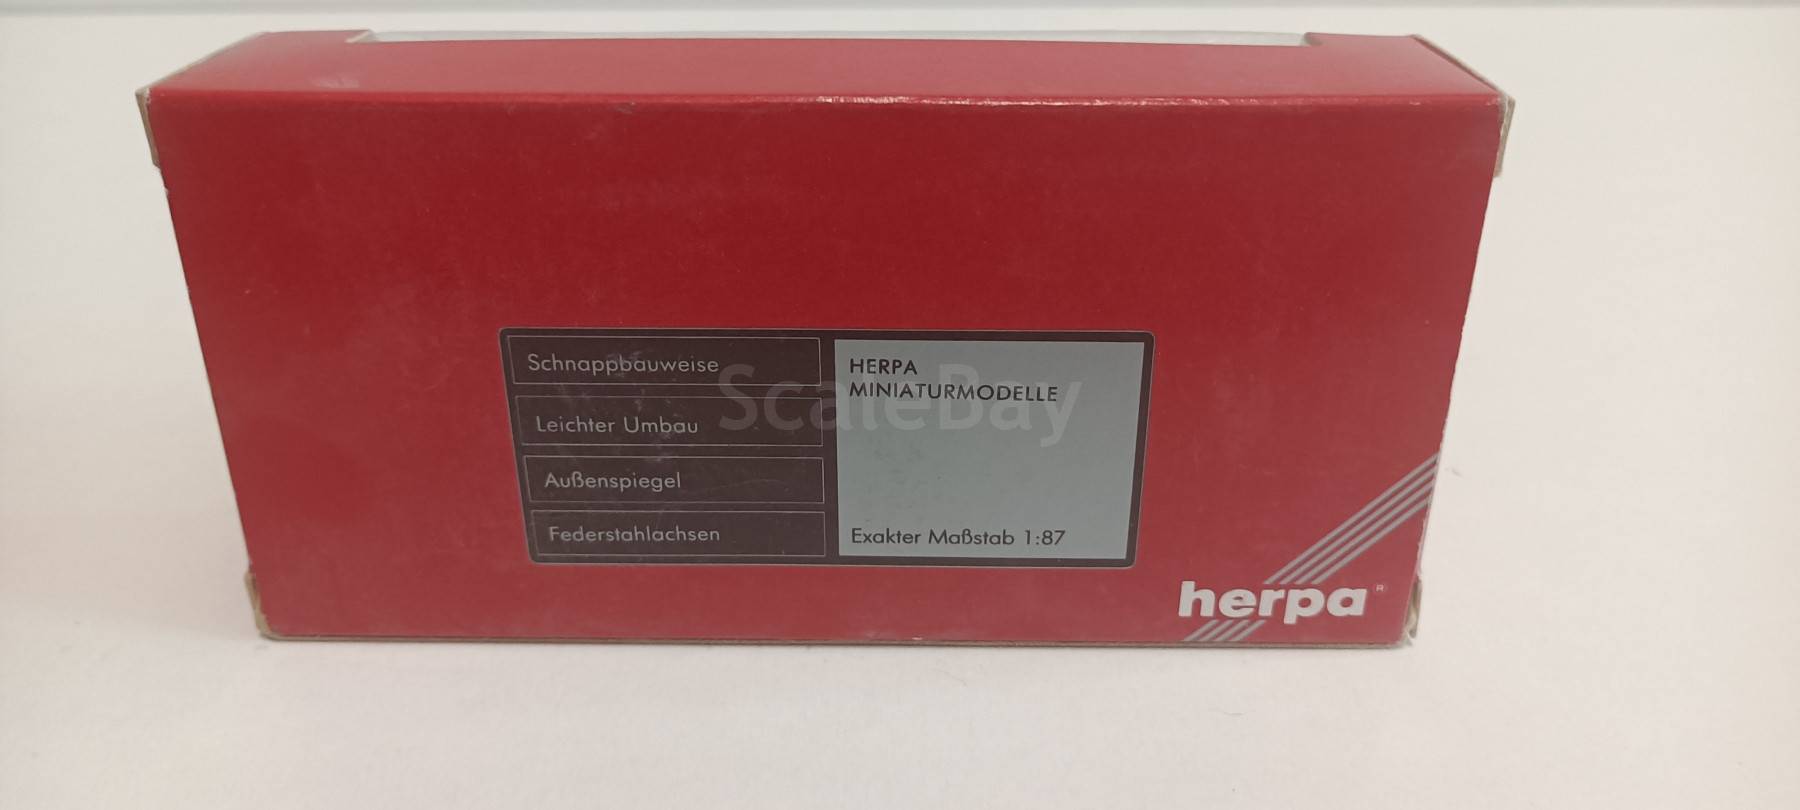 Schnappbauweise
Leichter Umbau
Außenspiegel
Federstahlachsen
HERPA
MINIATURMODELLE
Exakter Maßstab 1:87
herpa®
ScaleBay